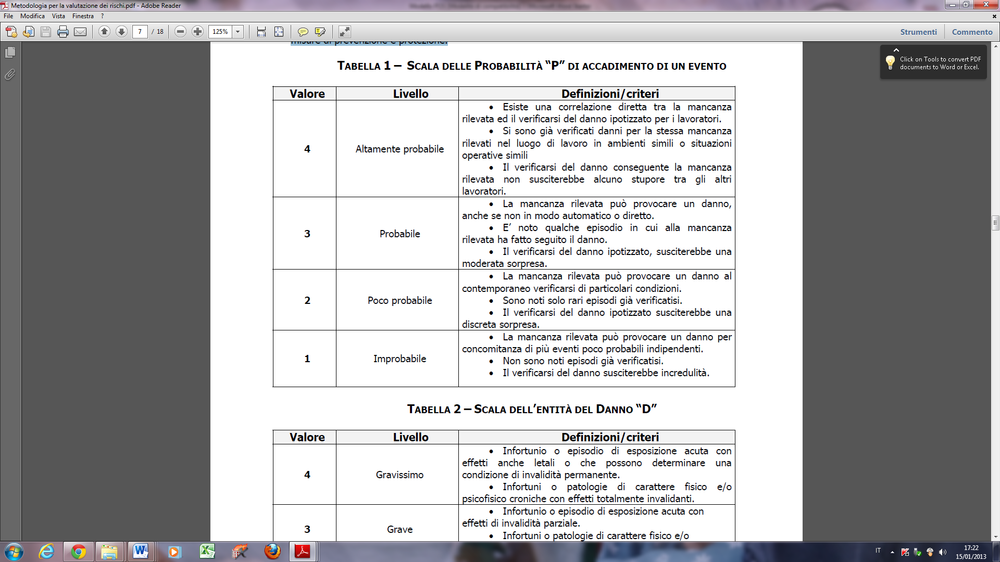 Metodologia per la valutazione dei rischi.pdf - Adobe Reader
File Modifica Vista Finestra ?
7 / 18 125% Strumenti Commento
misure di prevenzione e protezione.
Click on Tools to convert PDF
documents to Word or Excel.
TABELLA 1 – SCALA DELLE PROBABILITÀ “P” DI ACCADIMENTO DI UN EVENTO
Valore Livello Definizioni/criteri
4 Altamente probabile
• Esiste una correlazione diretta tra la mancanza
rilevata ed il verificarsi del danno ipotizzato per i lavoratori.
• Si sono già verificati danni per la stessa mancanza
rilevati nel luogo di lavoro in ambienti simili o situazioni
operative simili
• Il verificarsi del danno conseguente la mancanza
rilevata non susciterebbe alcuno stupore tra gli altri
lavoratori.
3 Probabile
• La mancanza rilevata può provocare un danno,
anche se non in modo automatico o diretto.
• E’ noto qualche episodio in cui alla mancanza
rilevata ha fatto seguito il danno.
• Il verificarsi del danno ipotizzato, susciterebbe una
moderata sorpresa.
2 Poco probabile
• La mancanza rilevata può provocare un danno al
contemporaneo verificarsi di particolari condizioni.
• Sono noti solo rari episodi già verificatisi.
• Il verificarsi del danno ipotizzato susciterebbe una
discreta sorpresa.
1 Improbabile
• La mancanza rilevata può provocare un danno per
concomitanza di più eventi poco probabili indipendenti.
• Non sono noti episodi già verificatisi.
• Il verificarsi del danno susciterebbe incredulità.
TABELLA 2 – SCALA DELL’ENTITÀ DEL DANNO “D”
Valore Livello Definizioni/criteri
4 Gravissimo
• Infortunio o episodio di esposizione acuta con
effetti anche letali o che possono determinare una
condizione di invalidità permanente.
• Infortuni o patologie di carattere fisico e/o
psicofisico croniche con effetti totalmente invalidanti.
3 Grave
• Infortunio o episodio di esposizione acuta con
effetti di invalidità parziale.
• Infortuni o patologie di carattere fisico e/o
IT 17:22
15/01/2013